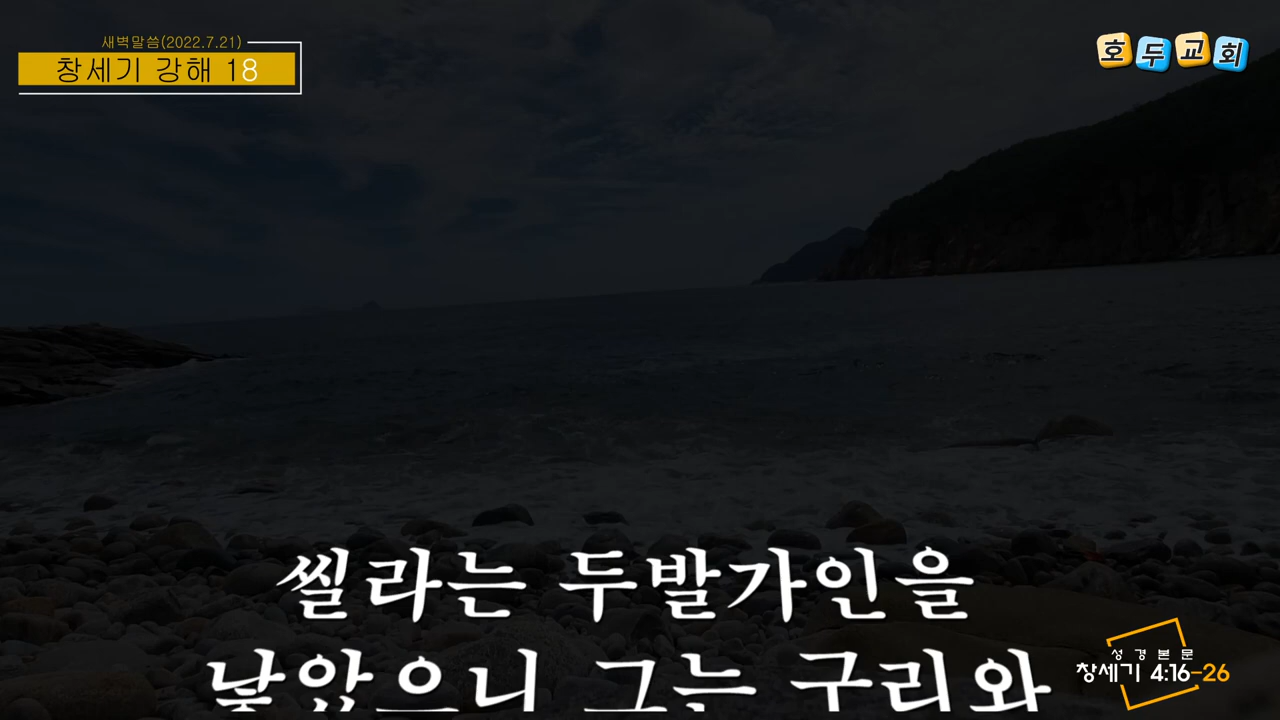 새벽말씀(2022.7.21)
창세기 강해 18
호두교회
씰라는 두발가인을
낳았으니 그는 구리와
성경본문
창세기 4:16-26